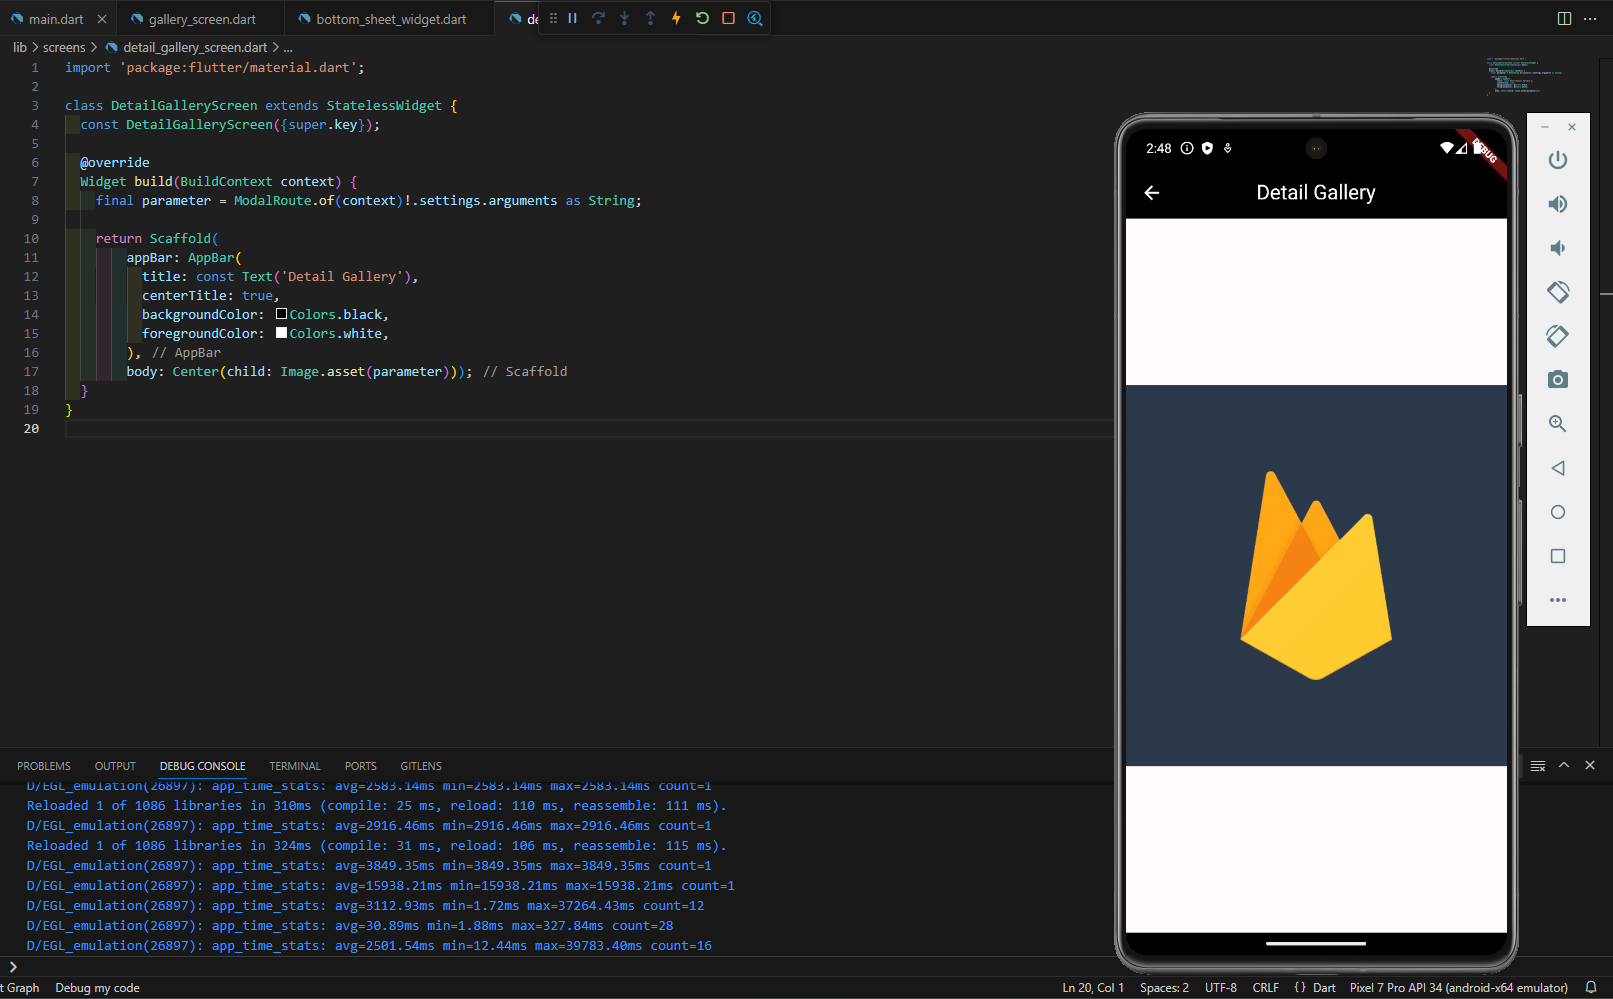 main.dart
gallery_screen.dart
bottom_sheet_widget.dart
de
lib > screens > detail_gallery_screen.dart > ...
1 import 'package:flutter/material.dart';
2
3 class DetailGalleryScreen extends StatelessWidget {
4 const DetailGalleryScreen({super.key});
5
6 @override
7 Widget build(BuildContext context) {
8 final parameter = ModalRoute.of(context)!.settings.arguments as String;
9
10 return Scaffold(
11 appBar: AppBar(
12 title: const Text('Detail Gallery'),
13 centerTitle: true,
14 backgroundColor: Colors.black,
15 foregroundColor: Colors.white,
16 ), // AppBar
17 body: Center(child: Image.asset(parameter))); // Scaffold
18 }
19 }
20
2:48
DEBUG
Detail Gallery
PROBLEMS OUTPUT DEBUG CONSOLE TERMINAL PORTS GITLENS
D/EGL_emulation(26897): app_time_stats: avg=2583.14ms min=2583.14ms max=2583.14ms count=1
Reloaded 1 of 1086 libraries in 310ms (compile: 25 ms, reload: 110 ms, reassemble: 111 ms).
D/EGL_emulation(26897): app_time_stats: avg=2916.46ms min=2916.46ms max=2916.46ms count=1
Reloaded 1 of 1086 libraries in 324ms (compile: 31 ms, reload: 106 ms, reassemble: 115 ms).
D/EGL_emulation(26897): app_time_stats: avg=3849.35ms min=3849.35ms max=3849.35ms count=1
D/EGL_emulation(26897): app_time_stats: avg=15938.21ms min=15938.21ms max=15938.21ms count=1
D/EGL_emulation(26897): app_time_stats: avg=3112.93ms min=1.72ms max=37264.43ms count=12
D/EGL_emulation(26897): app_time_stats: avg=30.89ms min=1.88ms max=327.84ms count=28
D/EGL_emulation(26897): app_time_stats: avg=2501.54ms min=12.44ms max=39783.40ms count=16
t Graph Debug my code Ln 20, Col 1 Spaces: 2 UTF-8 CRLF {} Dart Pixel 7 Pro API 34 (android-x64 emulator)